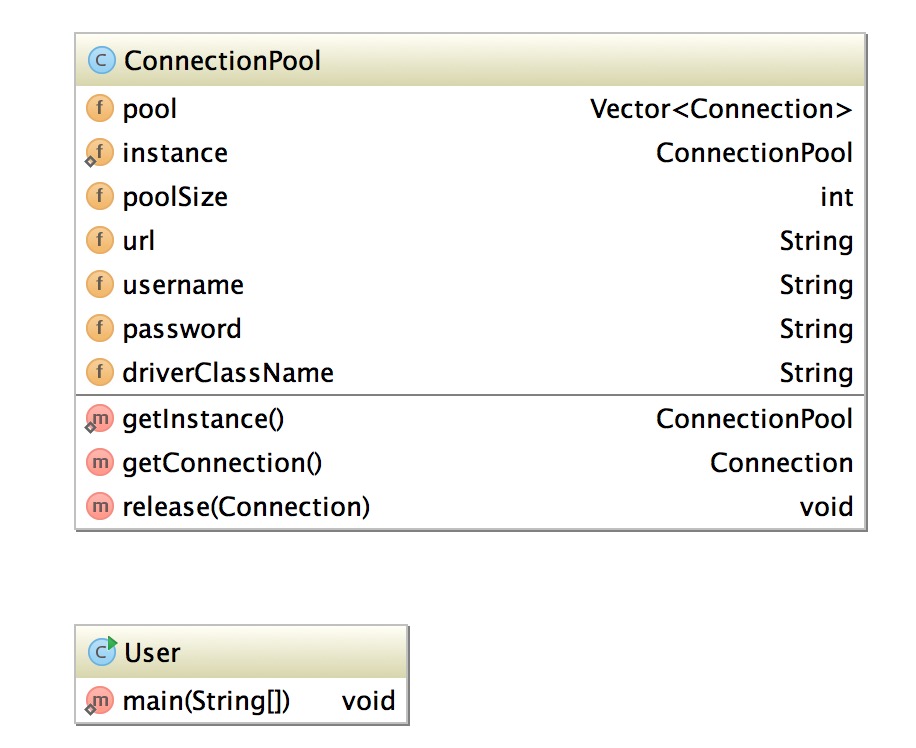 C ConnectionPool
f pool Vector<Connection>
f instance ConnectionPool
f poolSize int
f url String
f username String
f password String
f driverClassName String
m getInstance() ConnectionPool
m getConnection() Connection
m release(Connection) void
C User
m main(String[]) void